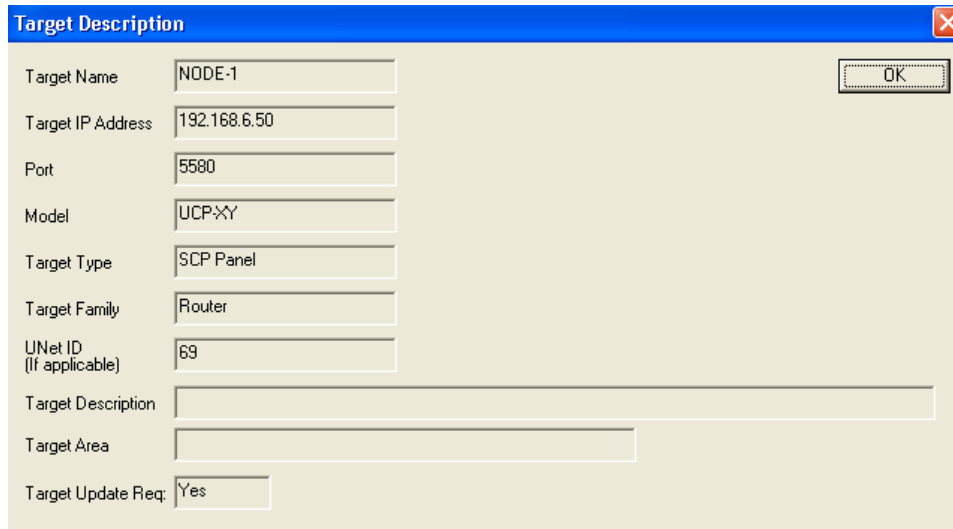 Target Description
Target Name NODE-1 OK
Target IP Address 192.168.6.50
Port 5580
Model UCP-XY
Target Type SCP Panel
Target Family Router
UNet ID
(If applicable) 69
Target Description
Target Area
Target Update Req: Yes